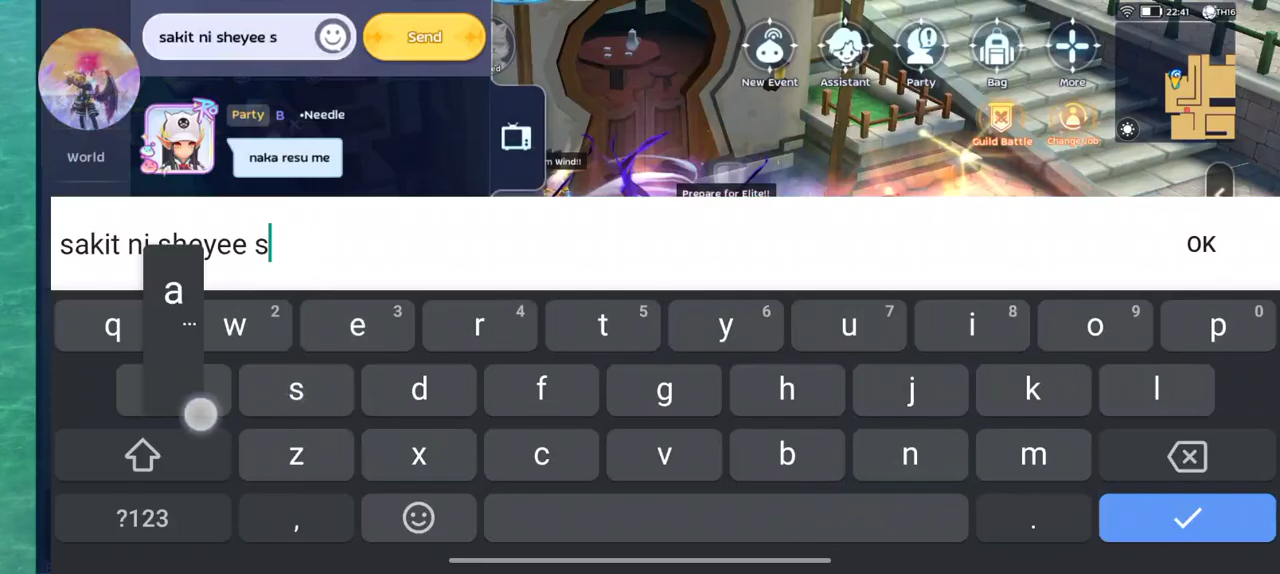 sakit ni sheyee s
Send
World
Party B •Needle
naka resu me
m Wind!!
Prepare for Elite!!
New Event
Assistant
Party
Bag
More
Guild Battle
Change Job
22:41
TH16
sakit ni sheyee s
OK
a
...
q w 2 e 3 r 4 t 5 y 6 u 7 i 8 o 9 p 0
s d f g h j k l
z x c v b n m
?123 , .